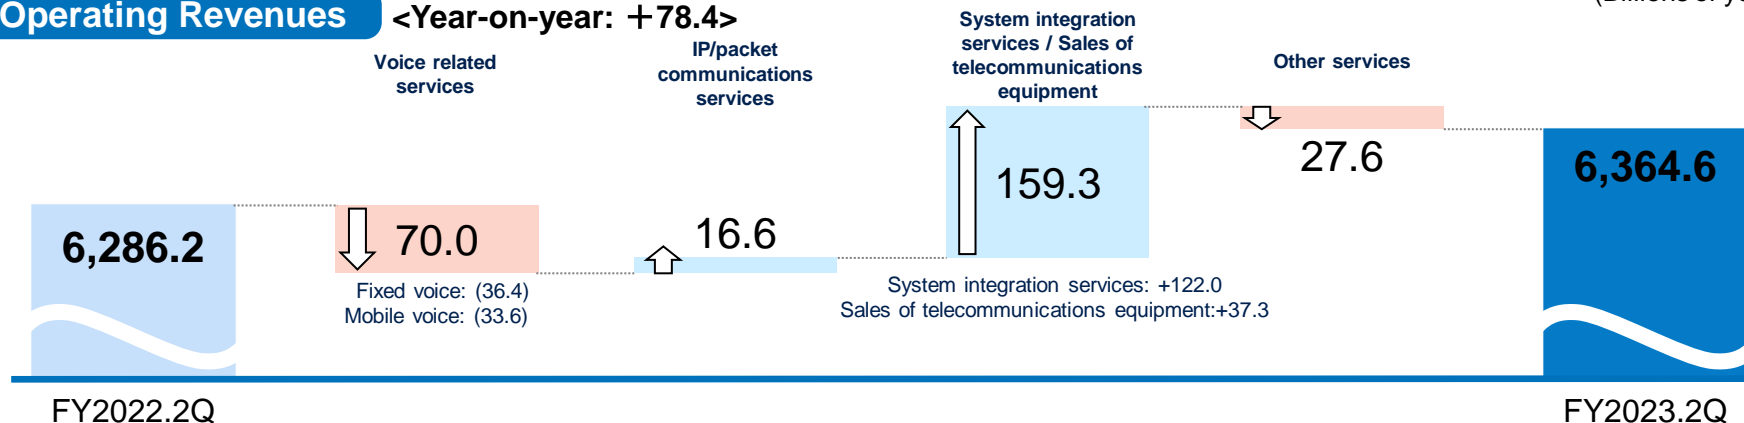 Operating Revenues
<Year-on-year: ＋78.4>
Voice related
services
IP/packet
communications
services
System integration
services / Sales of
telecommunications
equipment
Other services
6,286.2
70.0
16.6
159.3
27.6
6,364.6
Fixed voice: (36.4)
Mobile voice: (33.6)
System integration services: +122.0
Sales of telecommunications equipment:+37.3
FY2022.2Q
FY2023.2Q